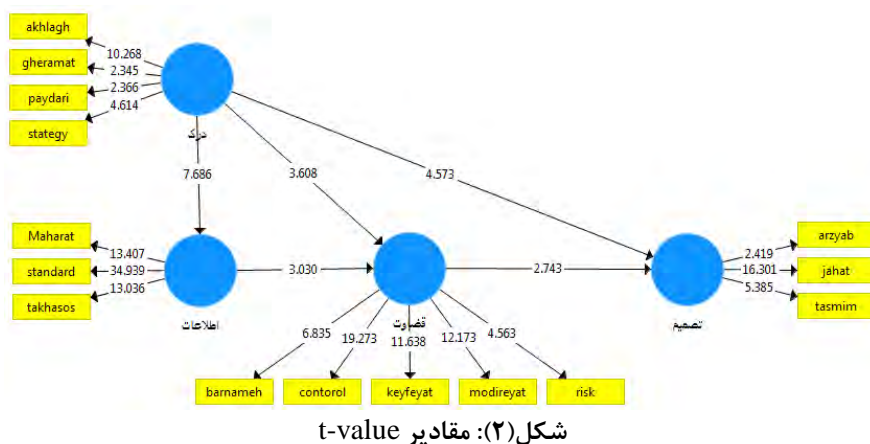 akhlagh
10.268
gheramat
2.345
paydari
2.366
stategy
4.614
درک
7.686
3.608
4.573
Maharat
13.407
standard
34.939
takhasos
13.036
اطلاعات
3.030
قضاوت
2.743
تصمیم
arzyab
2.419
jahat
16.301
tasmim
5.385
6.835
19.273
11.638
12.173
4.563
barnameh
contorol
keyfeyat
modireyat
risk
شکل(۲): مقادیر t-value